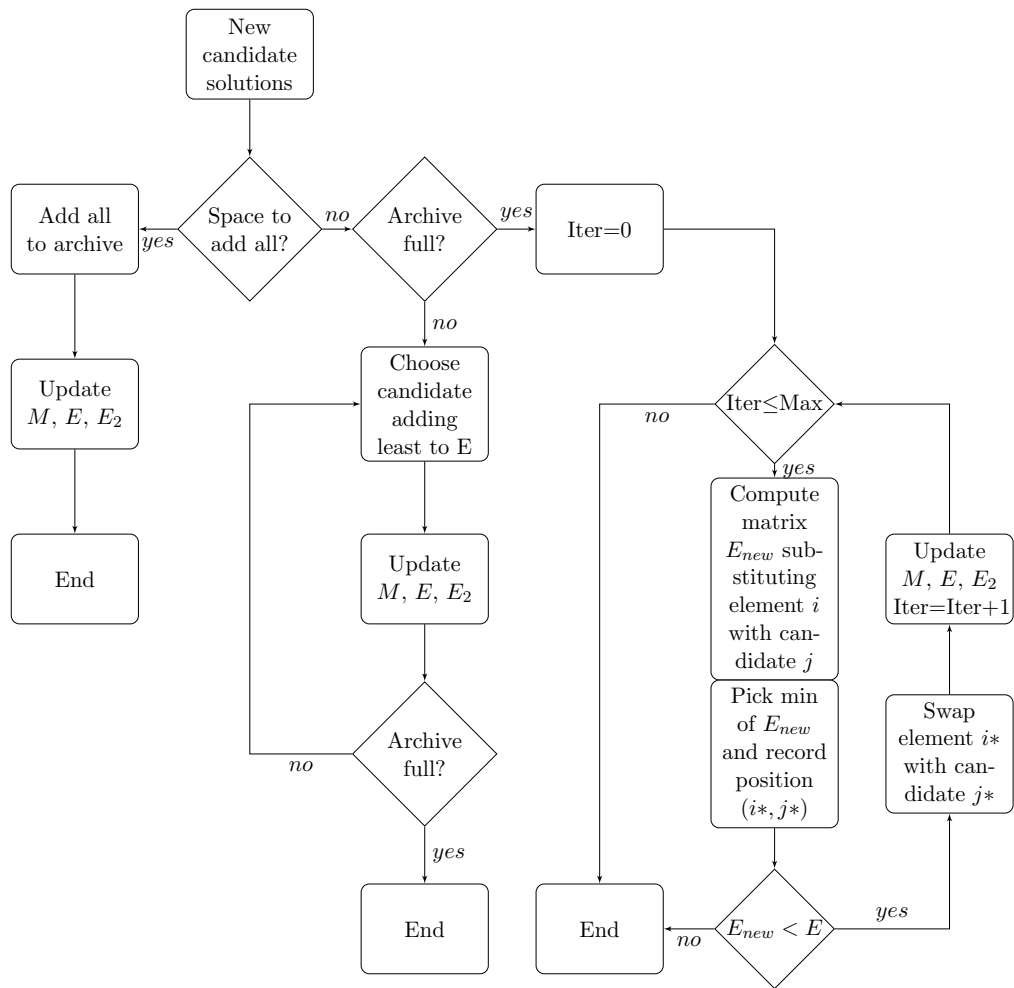 New
candidate
solutions
Space to
add all?
yes
no
Add all
to archive
Update
M, E, E₂
End
Archive
full?
yes
no
Choose
candidate
adding
least to E
Update
M, E, E₂
Archive
full?
no
yes
End
Iter=0
Iter≤Max
no
yes
Compute
matrix
Eₙₑw sub-
stituting
element i
with can-
didate j
Pick min
of Eₙₑw
and record
position
(i∗, j∗)
Eₙₑw < E
no
yes
End
Swap
element i∗
with can-
didate j∗
Update
M, E, E₂
Iter=Iter+1